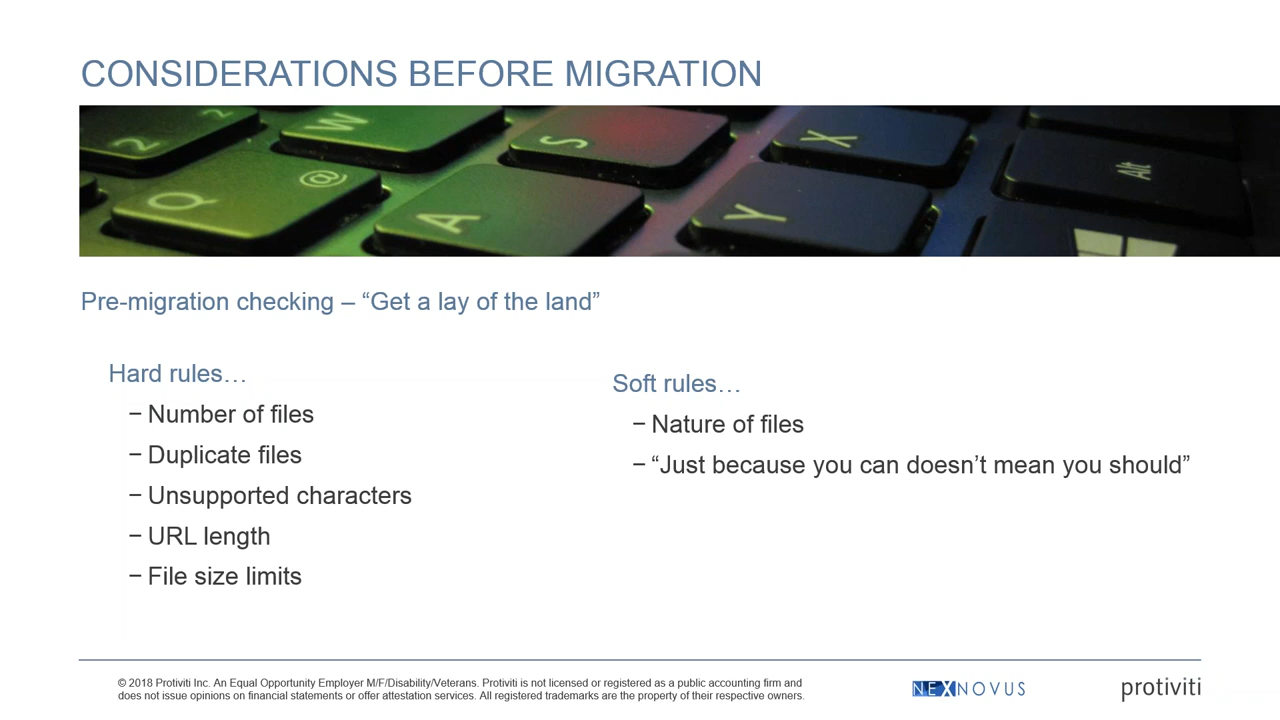 CONSIDERATIONS BEFORE MIGRATION
2 2 W S X Alt
Q @ A Y
Pre-migration checking – “Get a lay of the land”
Hard rules…
− Number of files
− Duplicate files
− Unsupported characters
− URL length
− File size limits
Soft rules…
− Nature of files
− “Just because you can doesn’t mean you should”
© 2018 Protiviti Inc. An Equal Opportunity Employer M/F/Disability/Veterans. Protiviti is not licensed or registered as a public accounting firm and
does not issue opinions on financial statements or offer attestation services. All registered trademarks are the property of their respective owners.
NEXNOVUS
protiviti